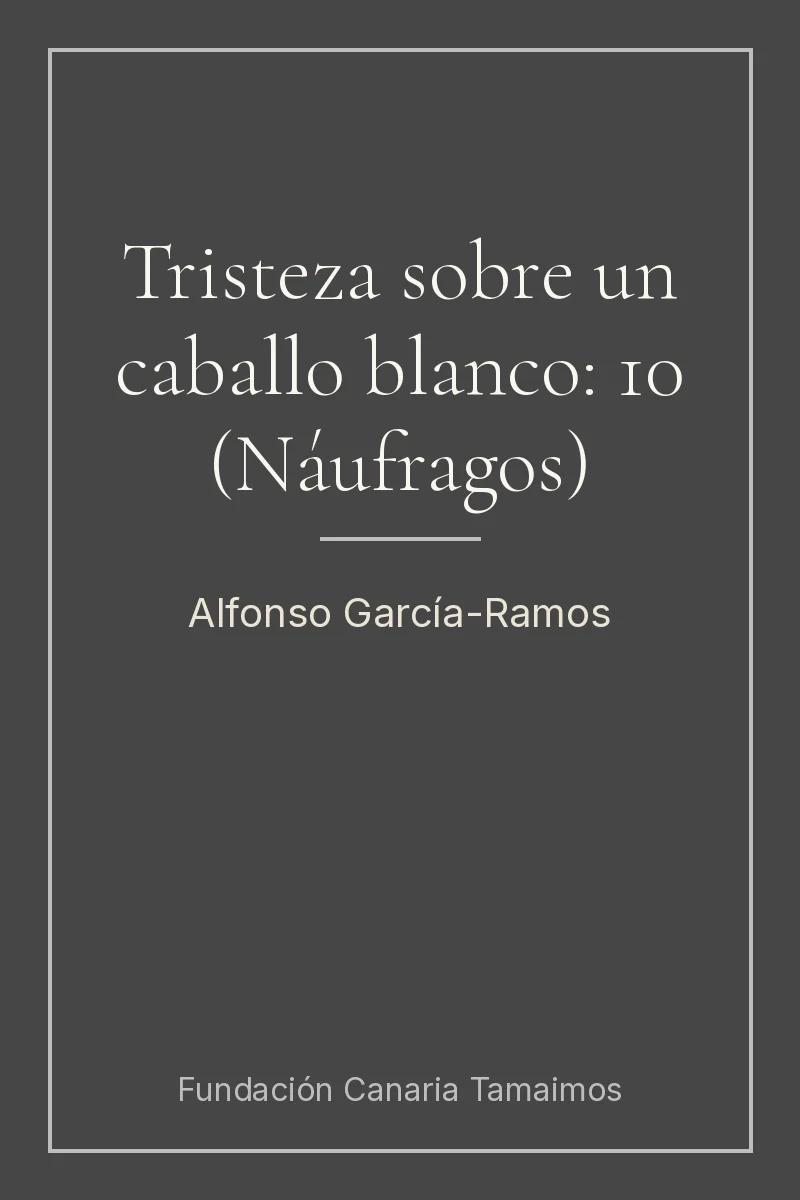 Tristeza sobre un
caballo blanco: 10
(Náufragos)
Alfonso García-Ramos
Fundación Canaria Tamaimos